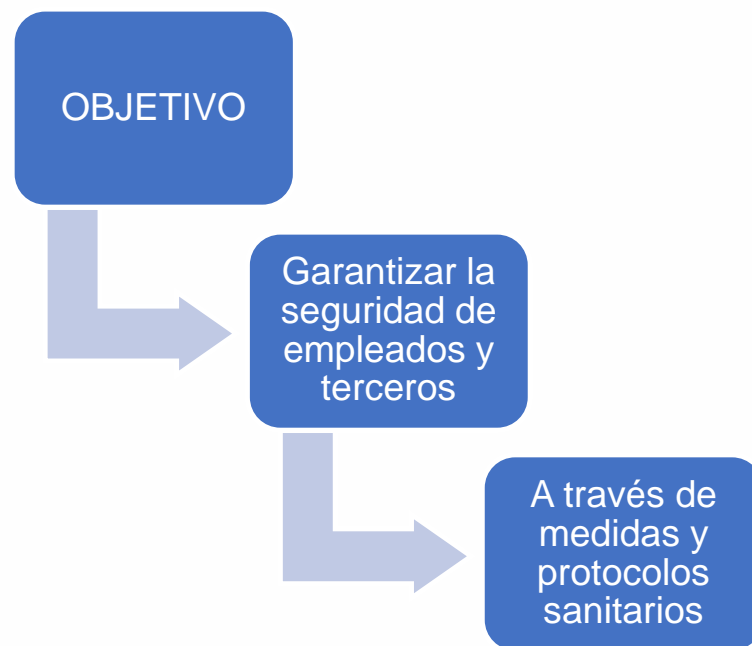 OBJETIVO
Garantizar la
seguridad de
empleados y
terceros
A través de
medidas y
protocolos
sanitarios